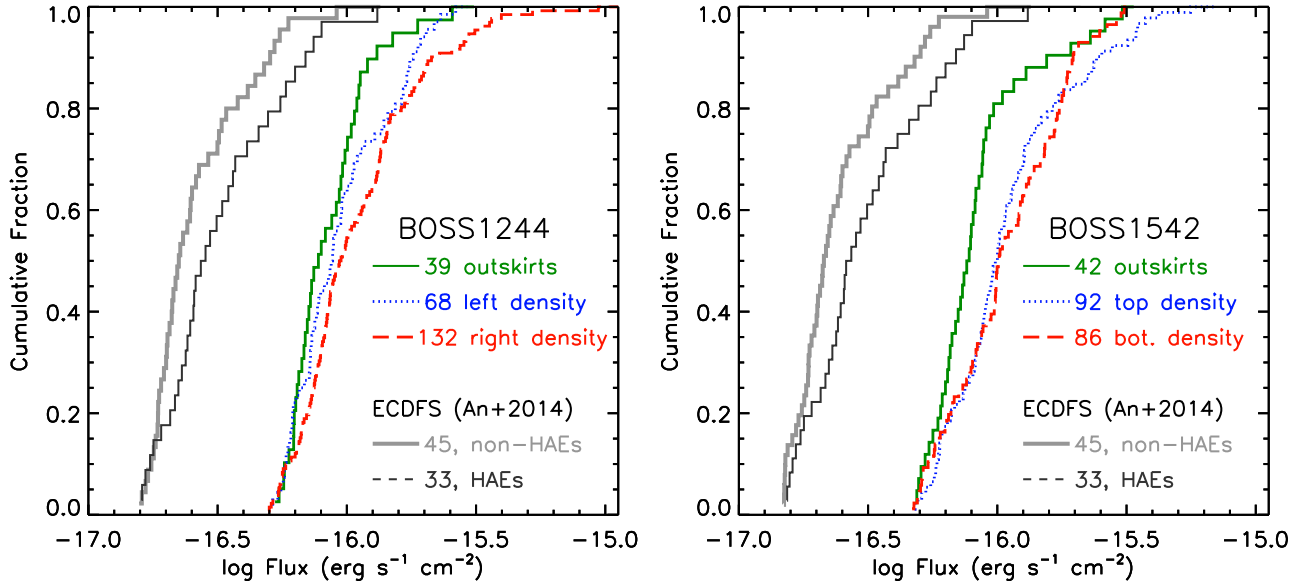 Cumulative Fraction
1.0
0.8
0.6
0.4
0.2
0.0
BOSS1244
39 outskirts
68 left density
132 right density
ECDFS (An+2014)
45, non-HAEs
33, HAEs
-17.0 -16.5 -16.0 -15.5 -15.0
log Flux (erg s⁻¹ cm⁻²)
Cumulative Fraction
1.0
0.8
0.6
0.4
0.2
0.0
BOSS1542
42 outskirts
92 top density
86 bot. density
ECDFS (An+2014)
45, non-HAEs
33, HAEs
-17.0 -16.5 -16.0 -15.5 -15.0
log Flux (erg s⁻¹ cm⁻²)